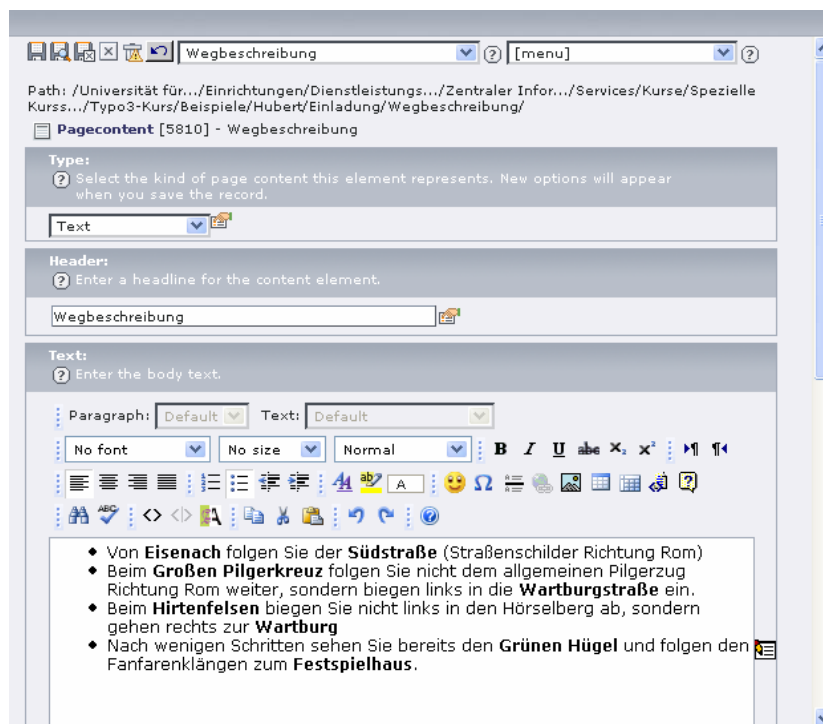 Wegbeschreibung [menu]
Path: /Universität für.../Einrichtungen/Dienstleistungs.../Zentraler Infor.../Services/Kurse/Spezielle
Kurss.../Typo3-Kurs/Beispiele/Hubert/Einladung/Wegbeschreibung/
Pagecontent [5810] - Wegbeschreibung
Type:
Select the kind of page content this element represents. New options will appear
when you save the record.
Text
Header:
Enter a headline for the content element.
Wegbeschreibung
Text:
Enter the body text.
Paragraph: Default Text: Default
No font No size Normal B I U abc X₂ x²
A ab A Ω
ABC <> <> A
Von Eisenach folgen Sie der Südstraße (Straßenschilder Richtung Rom)
Beim Großen Pilgerkreuz folgen Sie nicht dem allgemeinen Pilgerzug
Richtung Rom weiter, sondern biegen links in die Wartburgstraße ein.
Beim Hirtenfelsen biegen Sie nicht links in den Hörselberg ab, sondern
gehen rechts zur Wartburg
Nach wenigen Schritten sehen Sie bereits den Grünen Hügel und folgen den
Fanfarenklängen zum Festspielhaus.